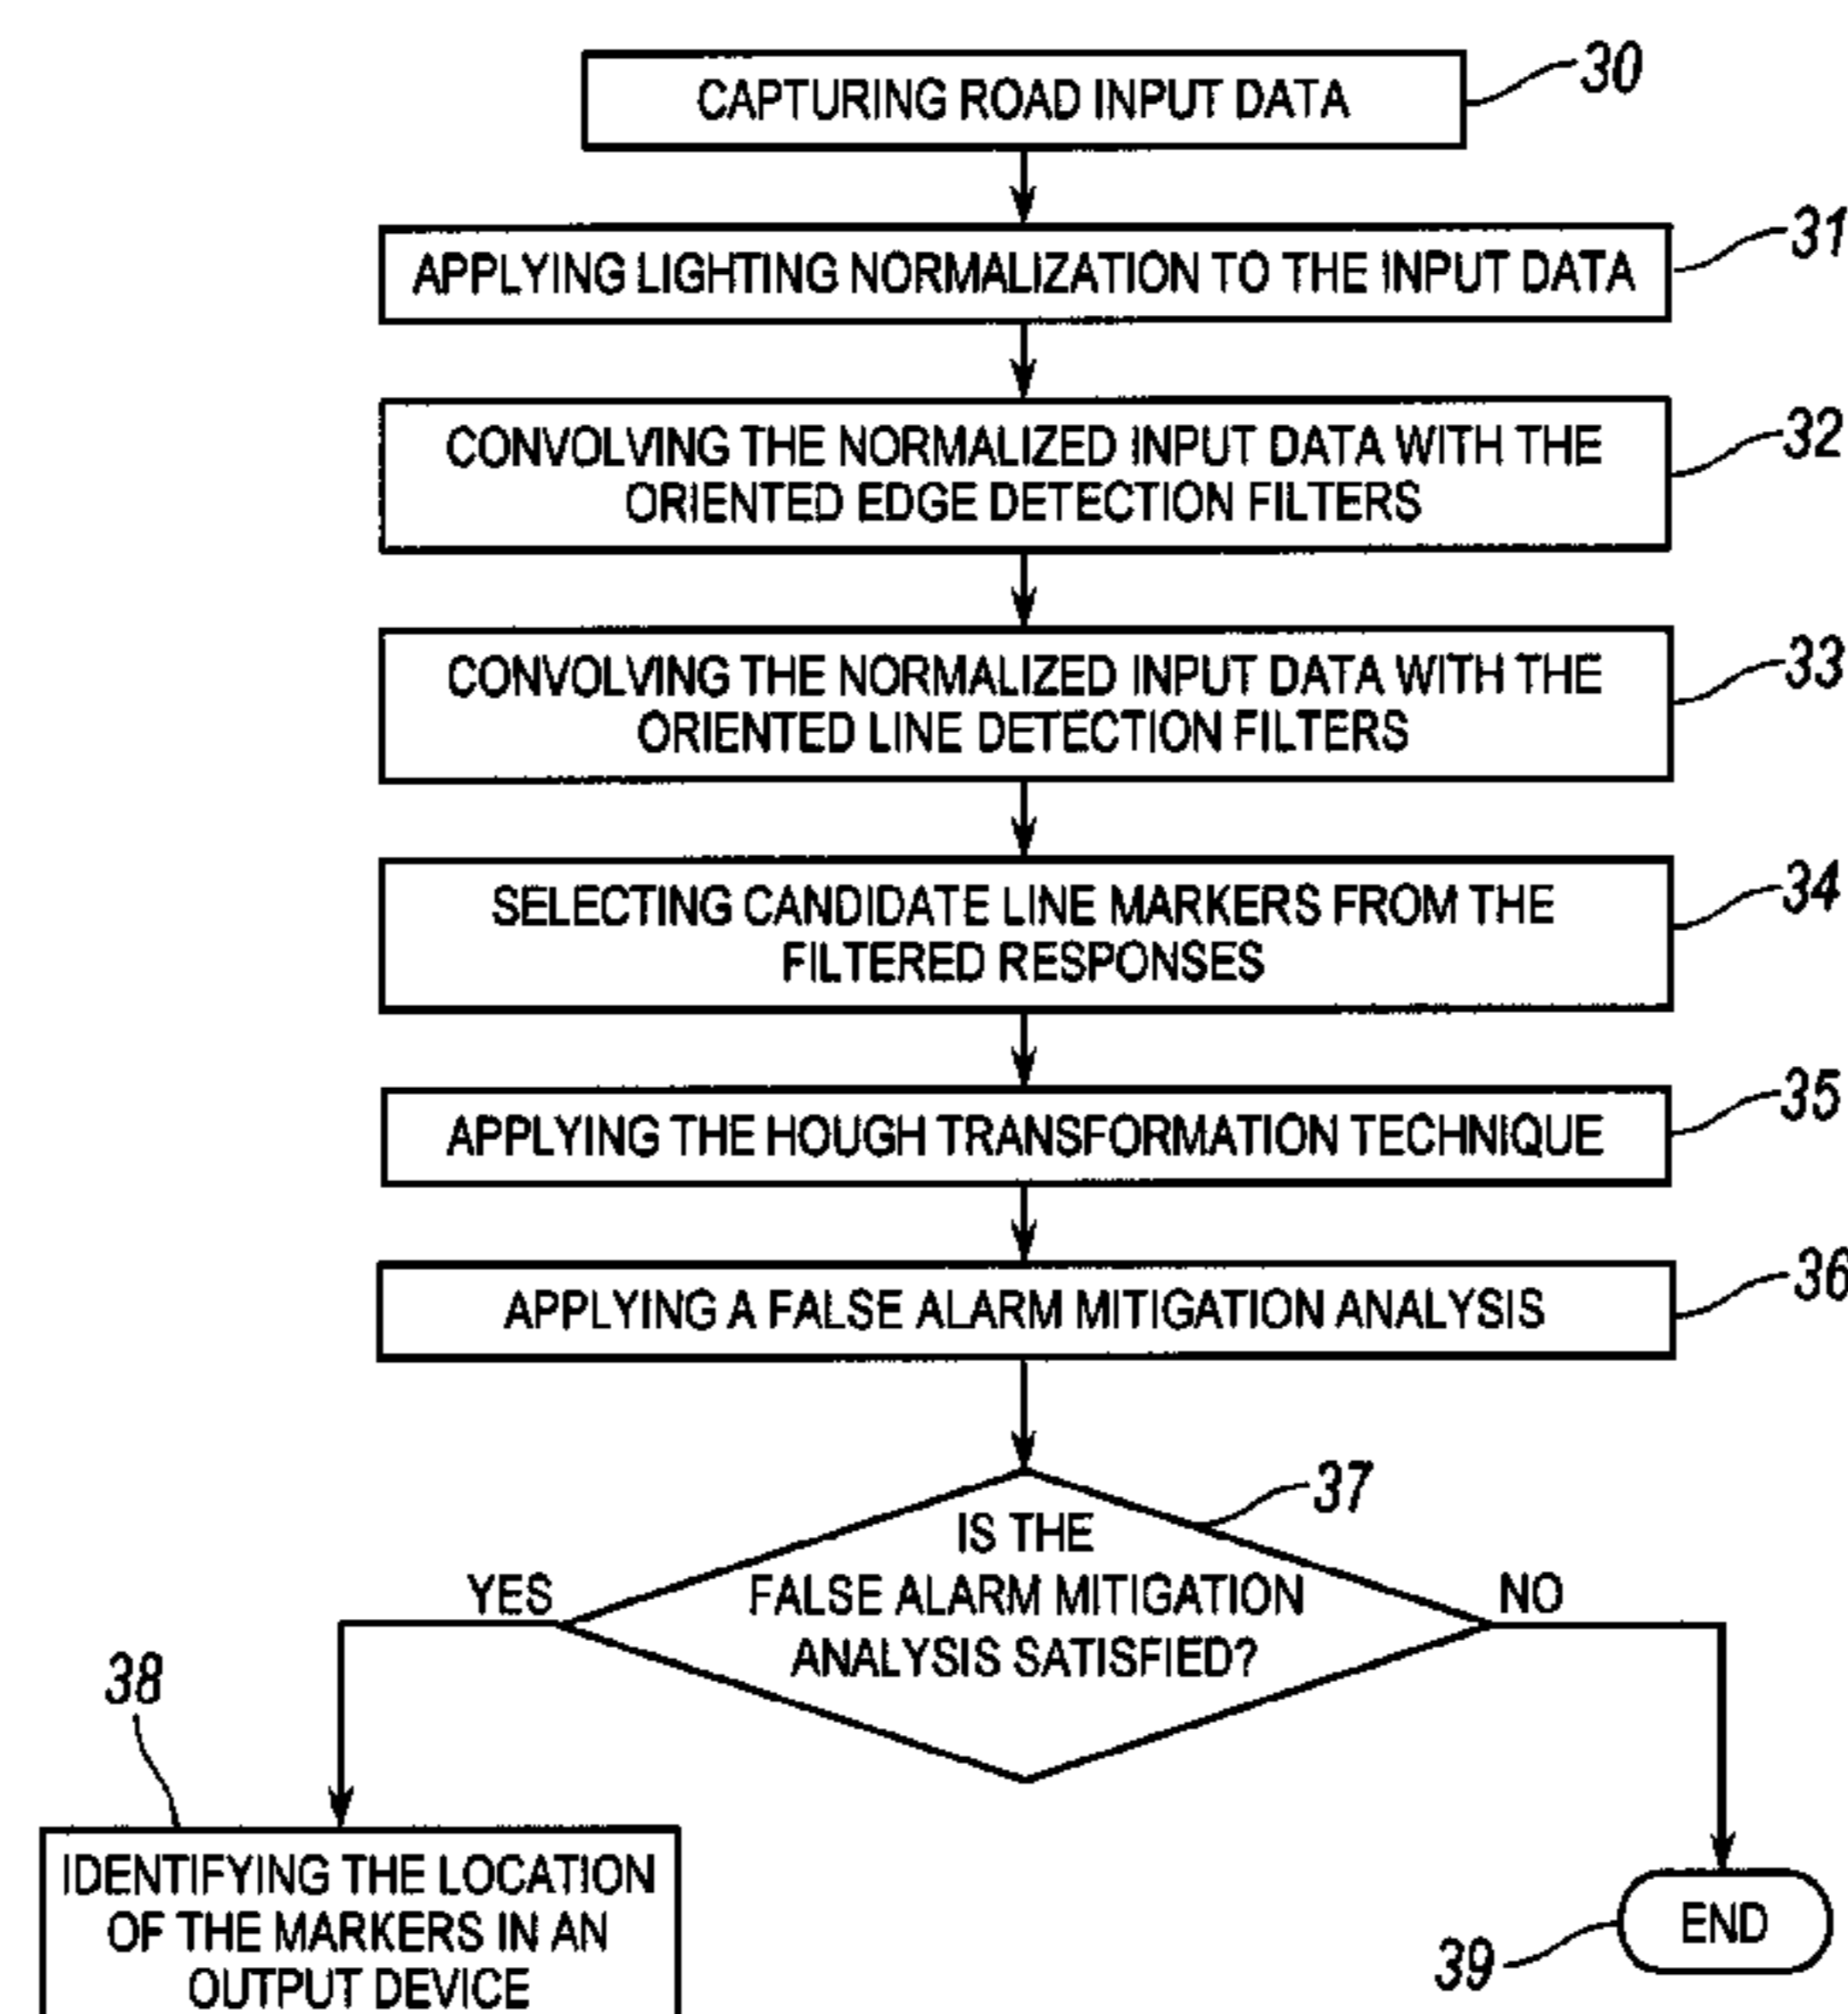 CAPTURING ROAD INPUT DATA
30
APPLYING LIGHTING NORMALIZATION TO THE INPUT DATA
31
CONVOLVING THE NORMALIZED INPUT DATA WITH THE
ORIENTED EDGE DETECTION FILTERS
32
CONVOLVING THE NORMALIZED INPUT DATA WITH THE
ORIENTED LINE DETECTION FILTERS
33
SELECTING CANDIDATE LINE MARKERS FROM THE
FILTERED RESPONSES
34
APPLYING THE HOUGH TRANSFORMATION TECHNIQUE
35
APPLYING A FALSE ALARM MITIGATION ANALYSIS
36
37
IS THE
FALSE ALARM MITIGATION
ANALYSIS SATISFIED?
YES
NO
38
IDENTIFYING THE LOCATION
OF THE MARKERS IN AN
OUTPUT DEVICE
END
39